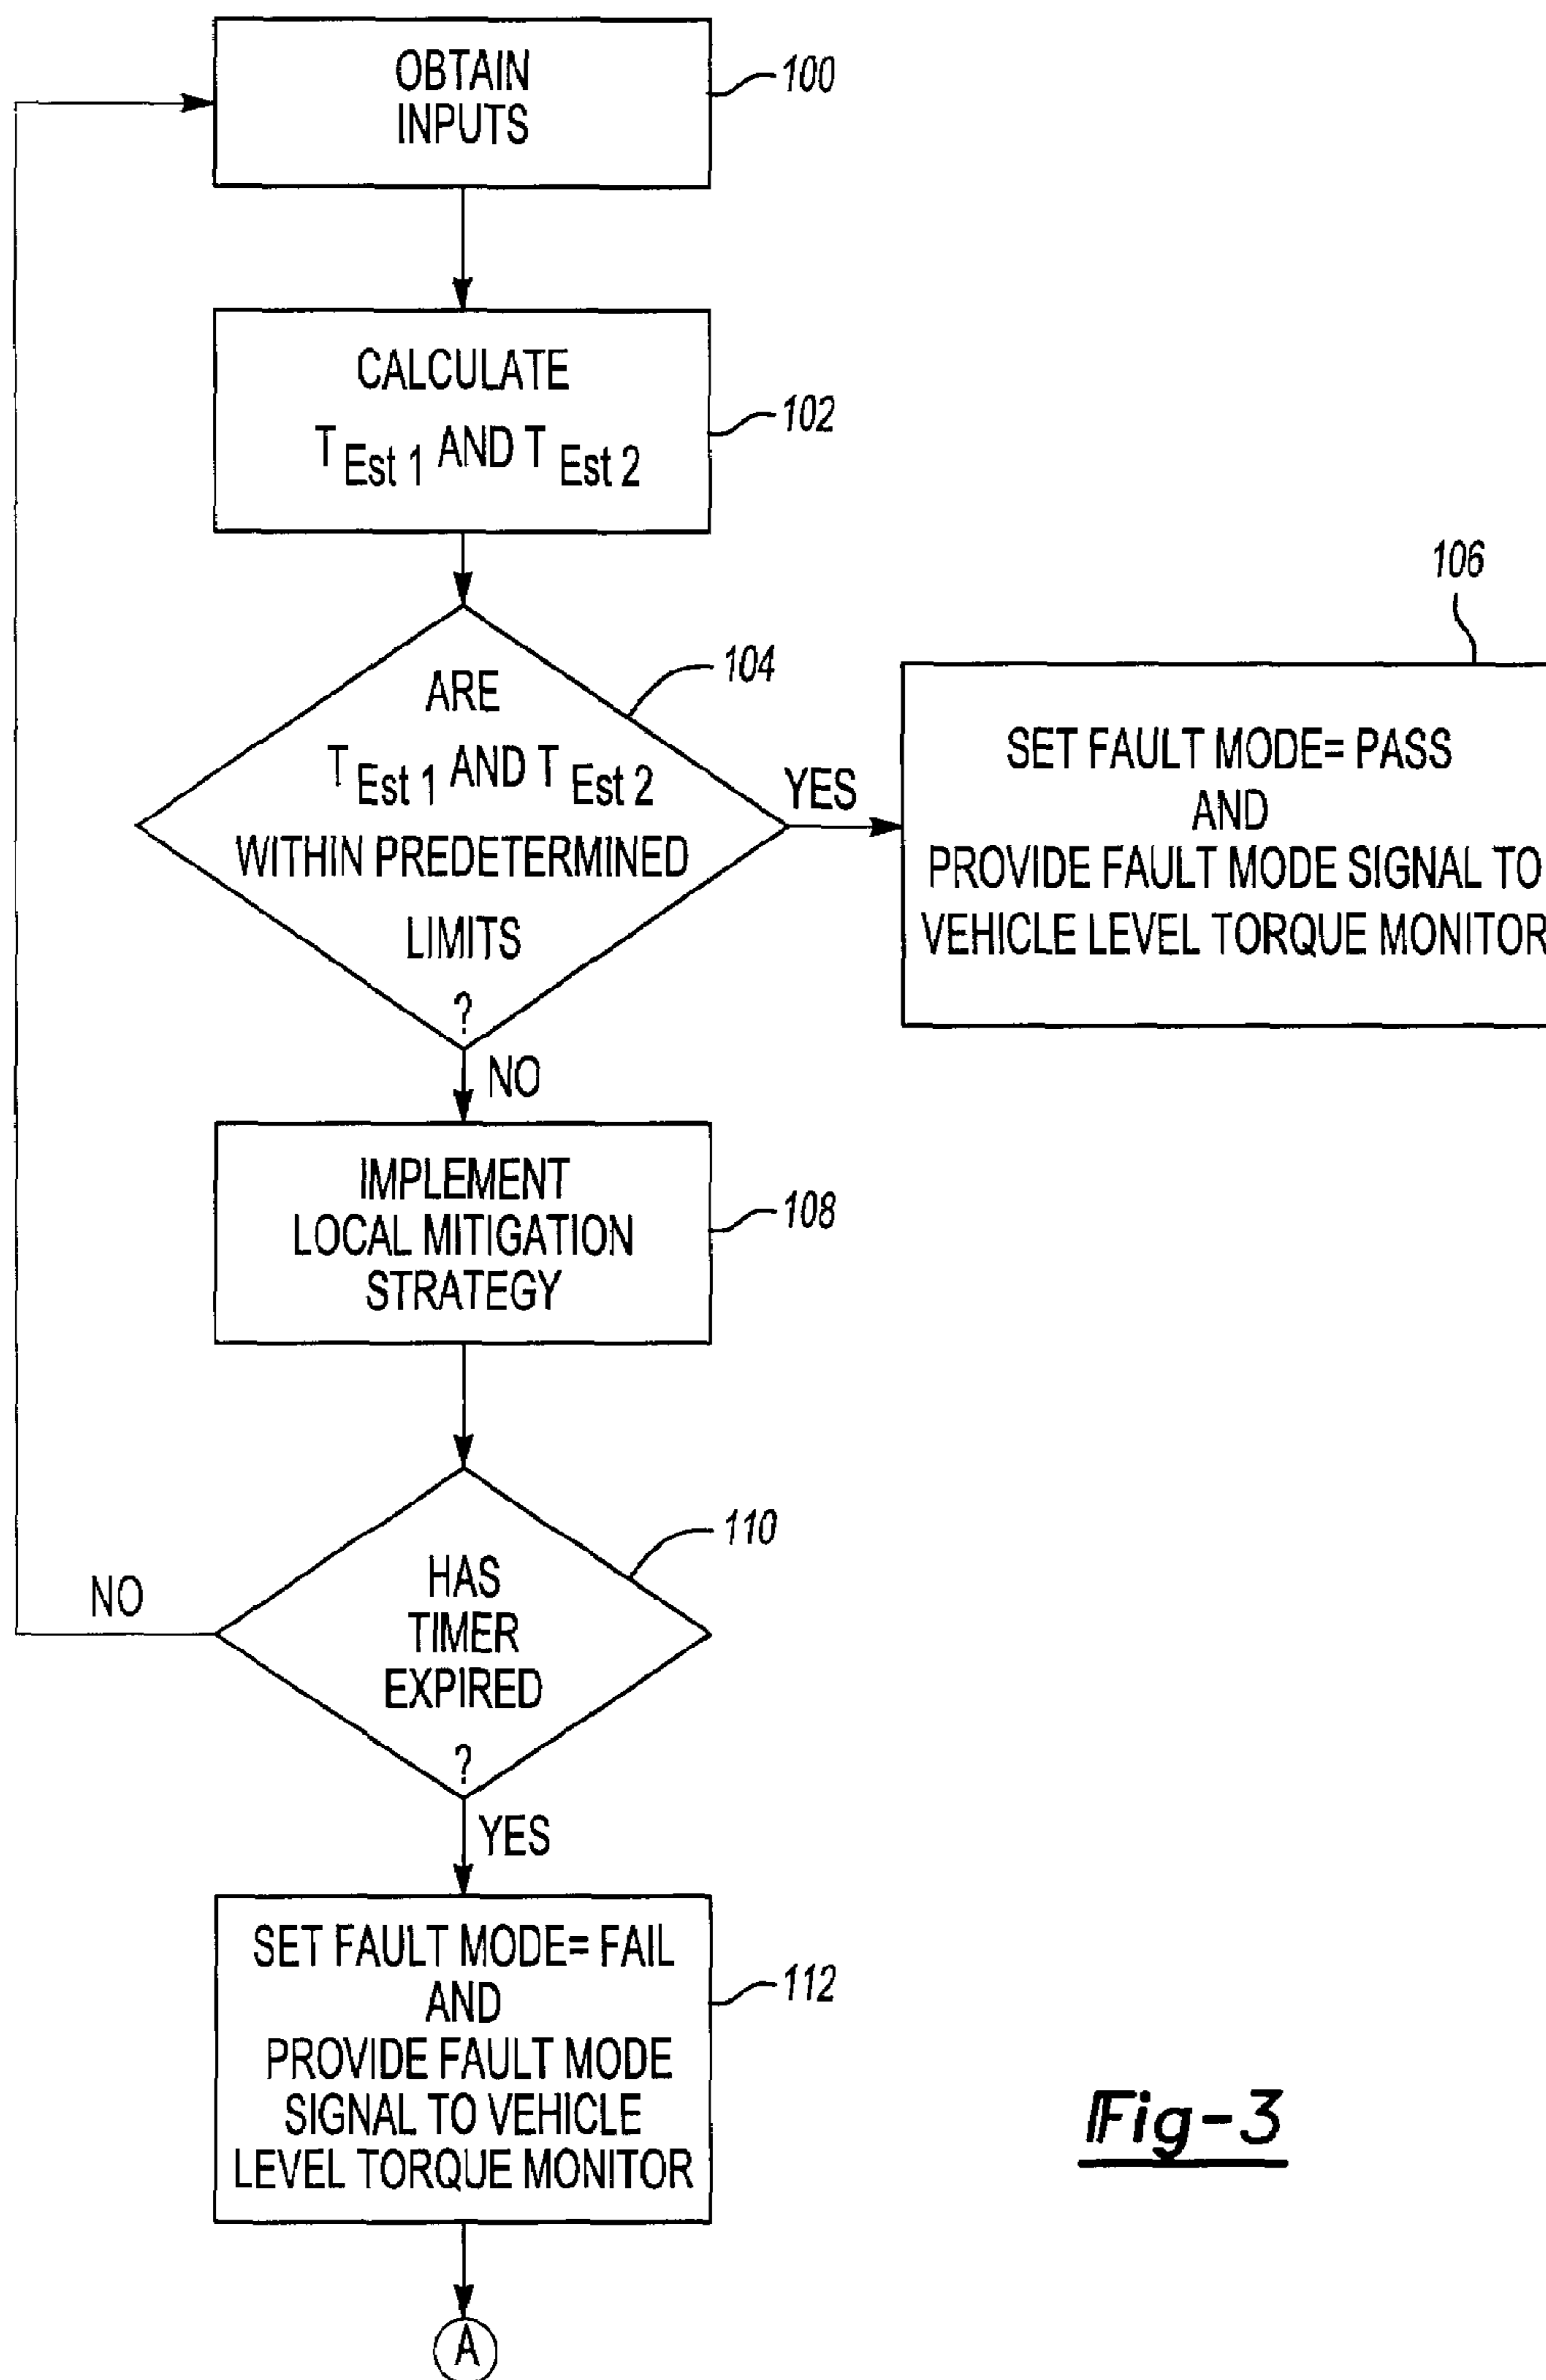 OBTAIN
INPUTS
100
CALCULATE
T Est 1 AND T Est 2
102
ARE
T Est 1 AND T Est 2
WITHIN PREDETERMINED
LIMITS
?
104
YES
106
SET FAULT MODE= PASS
AND
PROVIDE FAULT MODE SIGNAL TO
VEHICLE LEVEL TORQUE MONITOR
NO
IMPLEMENT
LOCAL MITIGATION
STRATEGY
108
HAS
TIMER
EXPIRED
?
110
NO
YES
SET FAULT MODE= FAIL
AND
PROVIDE FAULT MODE
SIGNAL TO VEHICLE
LEVEL TORQUE MONITOR
112
A
Fig-3